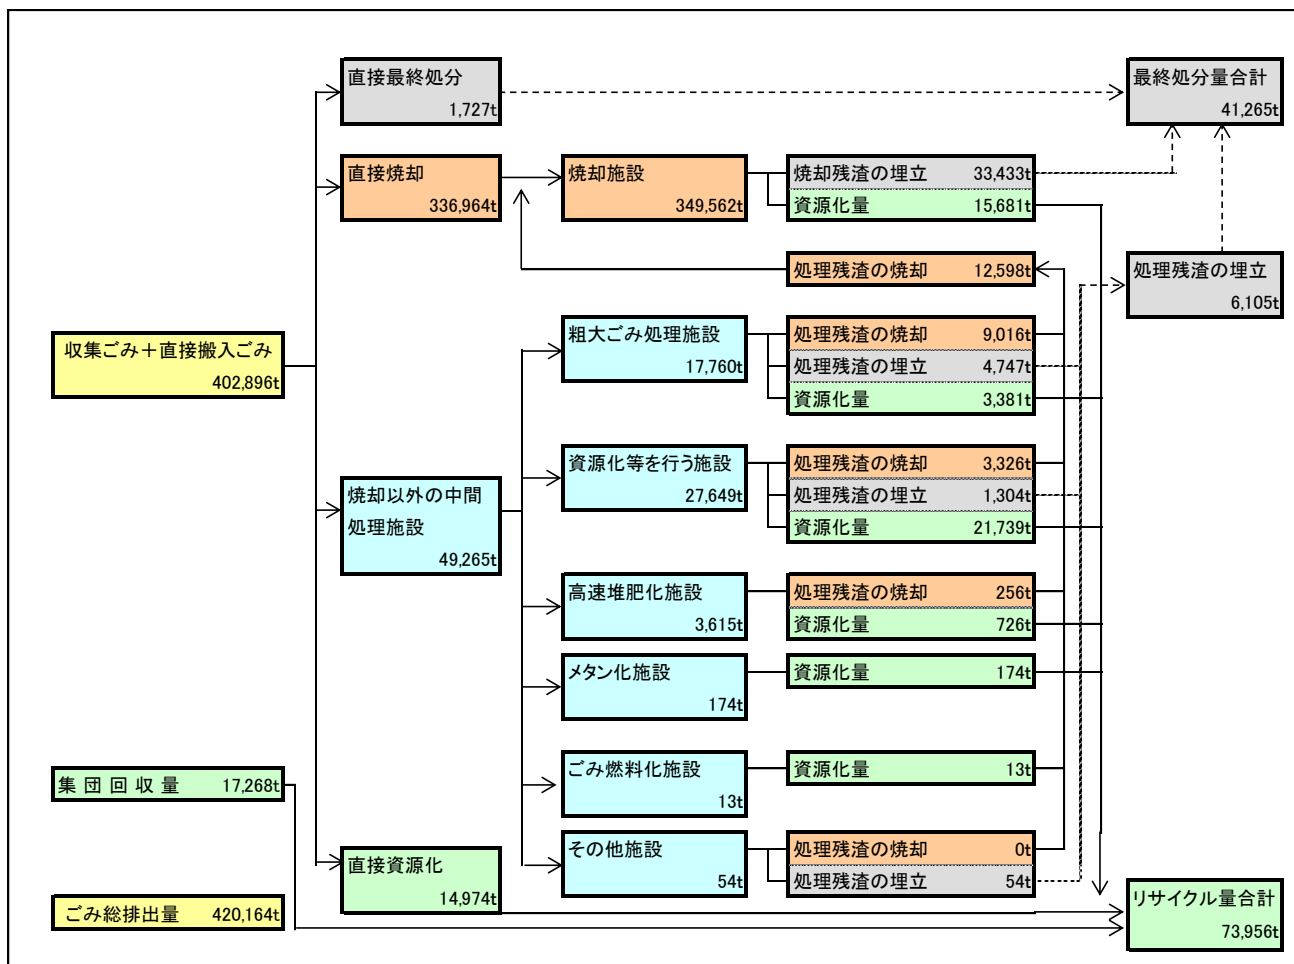 直接最終処分
1,727t
最終処分量合計
41,265t
直接焼却
336,964t
焼却施設
349,562t
焼却残渣の埋立 33,433t
資源化量 15,681t
処理残渣の焼却 12,598t
処理残渣の埋立
6,105t
収集ごみ＋直接搬入ごみ
402,896t
粗大ごみ処理施設
17,760t
処理残渣の焼却 9,016t
処理残渣の埋立 4,747t
資源化量 3,381t
焼却以外の中間
処理施設
49,265t
資源化等を行う施設
27,649t
処理残渣の焼却 3,326t
処理残渣の埋立 1,304t
資源化量 21,739t
高速堆肥化施設
3,615t
処理残渣の焼却 256t
資源化量 726t
メタン化施設
174t
資源化量 174t
ごみ燃料化施設
13t
資源化量 13t
その他施設
54t
処理残渣の焼却 0t
処理残渣の埋立 54t
集団回収量 17,268t
直接資源化
14,974t
ごみ総排出量 420,164t
リサイクル量合計
73,956t